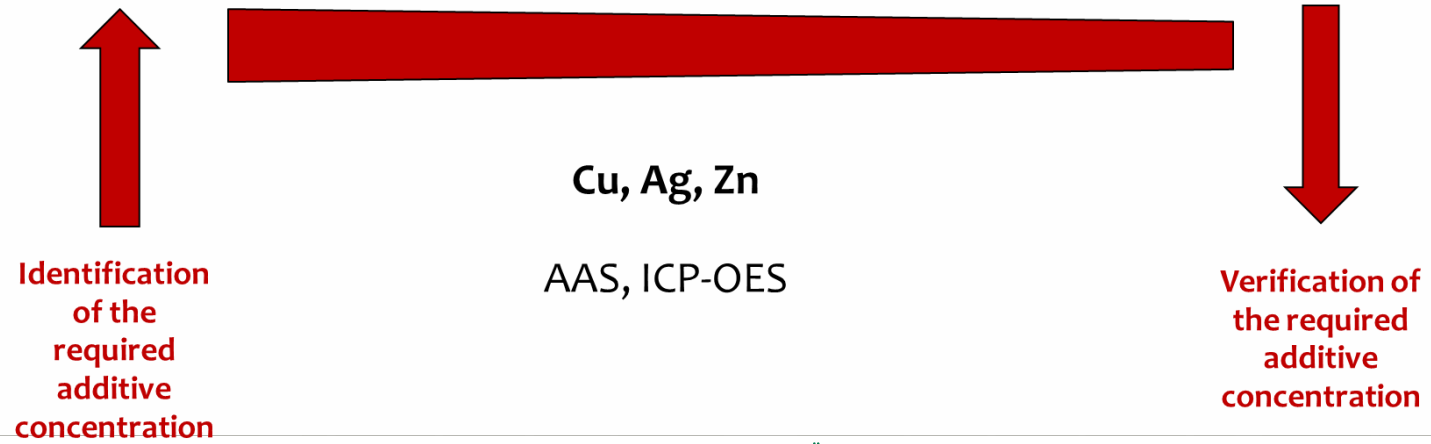 Cu, Ag, Zn
AAS, ICP-OES
Identification
of the
required
additive
concentration
Verification of
the required
additive
concentration